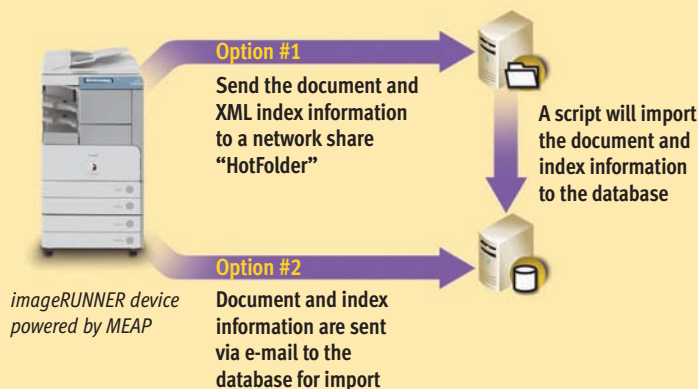 Option #1
Send the document and
XML index information
to a network share
“HotFolder”
A script will import
the document and
index information
to the database
imageRUNNER device
powered by MEAP
Option #2
Document and index
information are sent
via e-mail to the
database for import